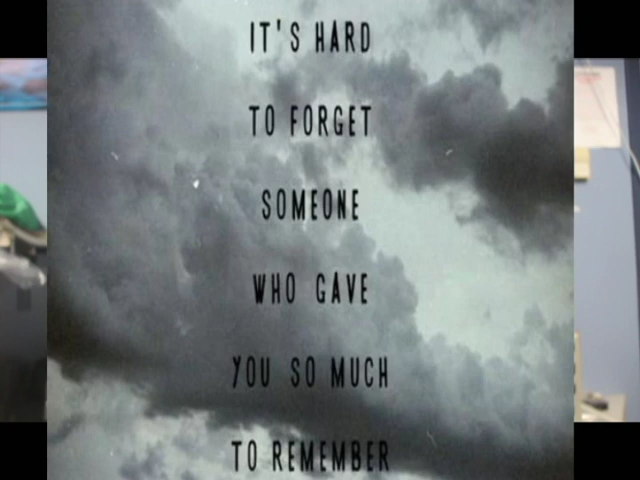 IT'S HARD
TO FORGET
SOMEONE
WHO GAVE
YOU SO MUCH
TO REMEMBER